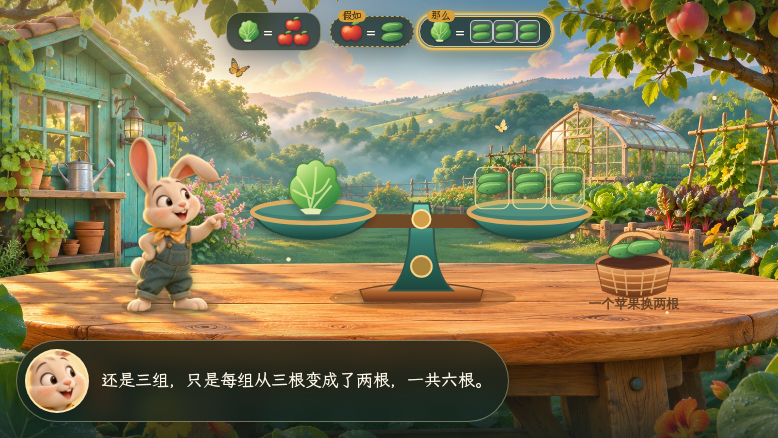 假如
那么
=
=
=
一个苹果换两根
还是三组，只是每组从三根变成了两根，一共六根。